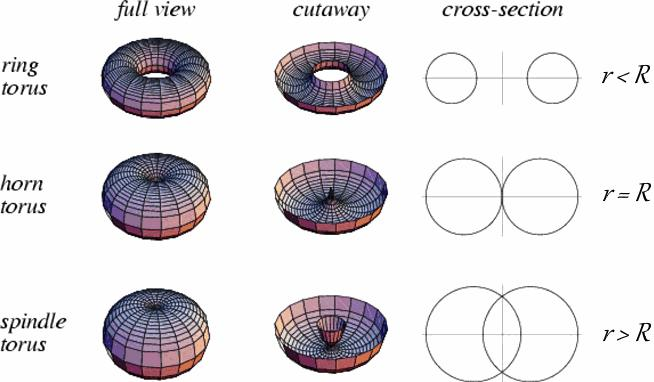 full view cutaway cross-section
ring
torus
r < R
horn
torus
r = R
spindle
torus
r > R